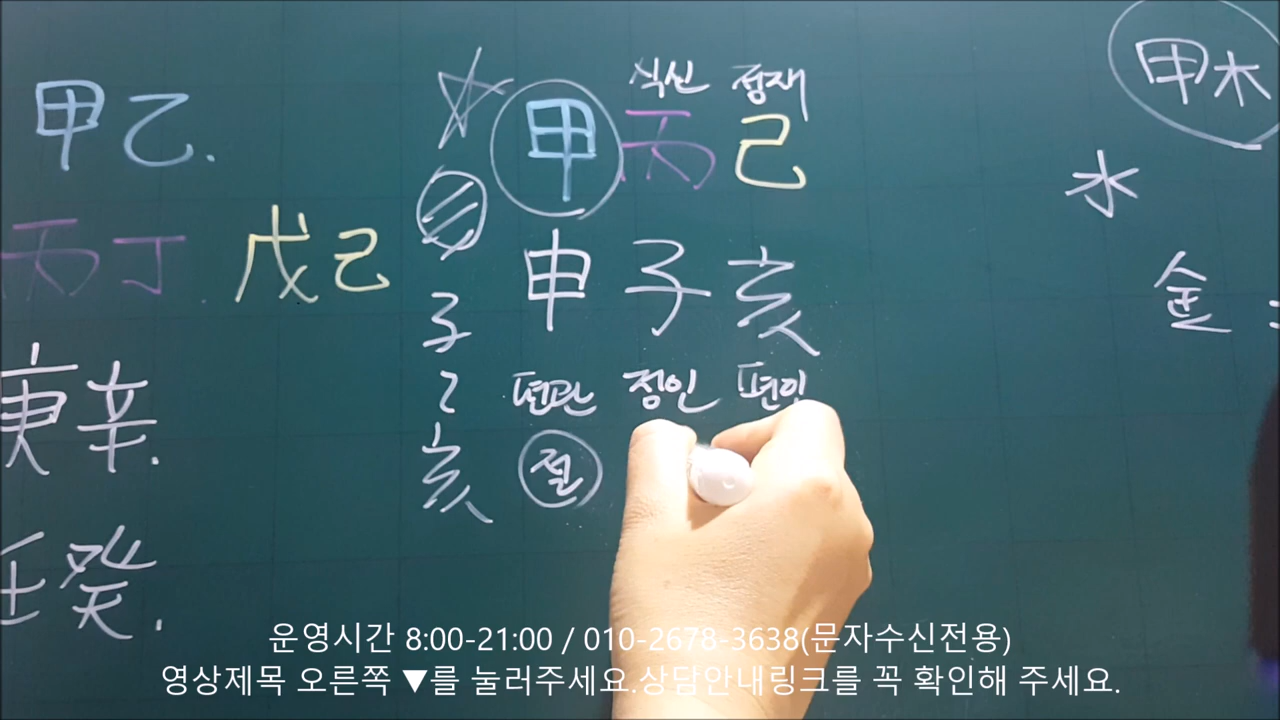 甲乙.
丙丁. 戊己
庚辛.
壬癸.
子
亥
식신 정재
甲丙己
申子亥
편관 정인 편인
절
甲木
水
金
운영시간 8:00-21:00 / 010-2678-3638(문자수신전용)
영상제목 오른쪽 ▼를 눌러주세요.상담안내링크를 꼭 확인해 주세요.